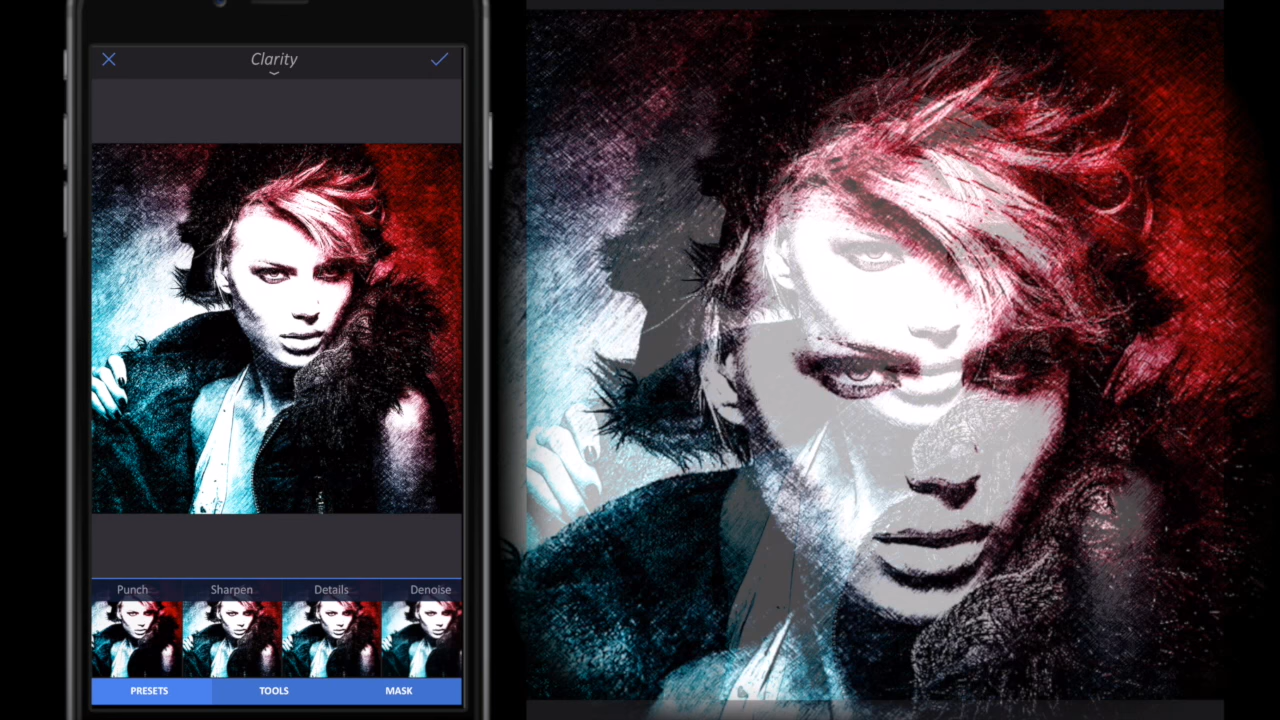 Clarity
Punch
Sharpen
Details
Denoise
PRESETS
TOOLS
MASK